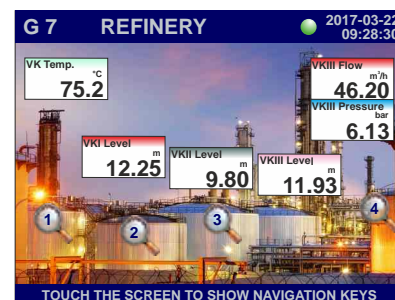 G 7 REFINERY 2017-03-22
09:28:30
VK Temp.
°C
75.2
VKIII Flow
m³/h
46.20
VKIII Pressure
bar
6.13
VKI Level
m
12.25
VKII Level
m
9.80
VKIII Level
m
11.93
1
2
3
4
TOUCH THE SCREEN TO SHOW NAVIGATION KEYS